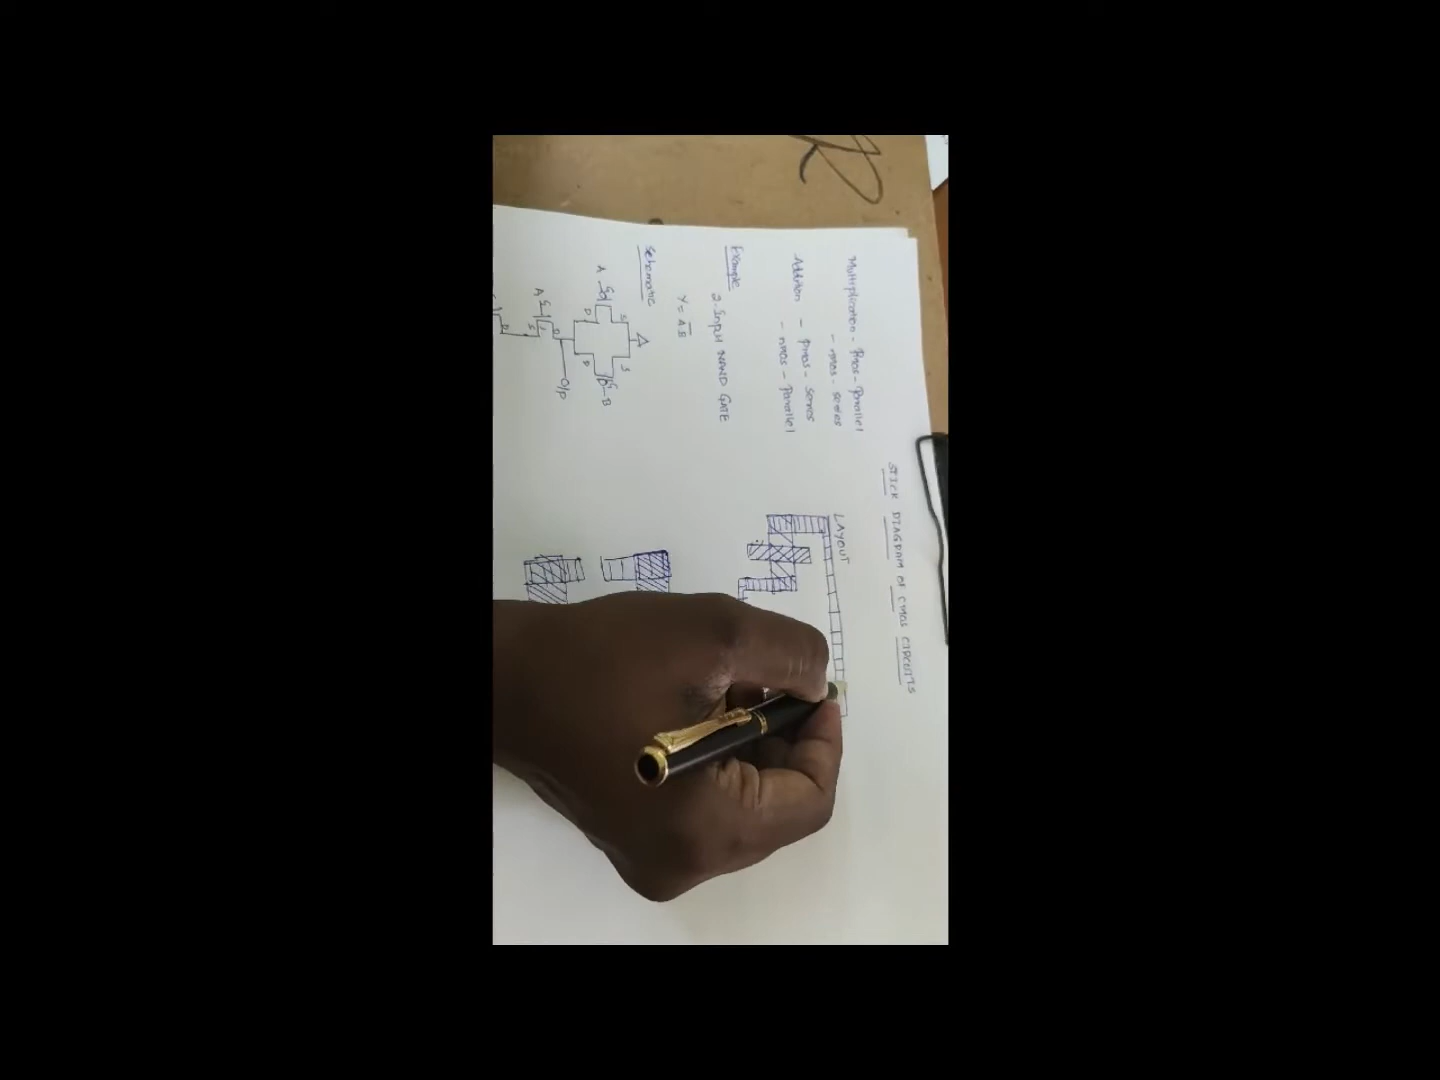 STICK DIAGRAM OF CMOS CIRCUITS
Multiplication - Pmos - Parallel
- nmos - series
Addition - Pmos - Series
- nmos - Parallel
Example
2-Input NAND GATE
Y = A.B
Schematic
S
S
A
G
G
B
D
D
O/P
A
G
D
S
D
LAYOUT